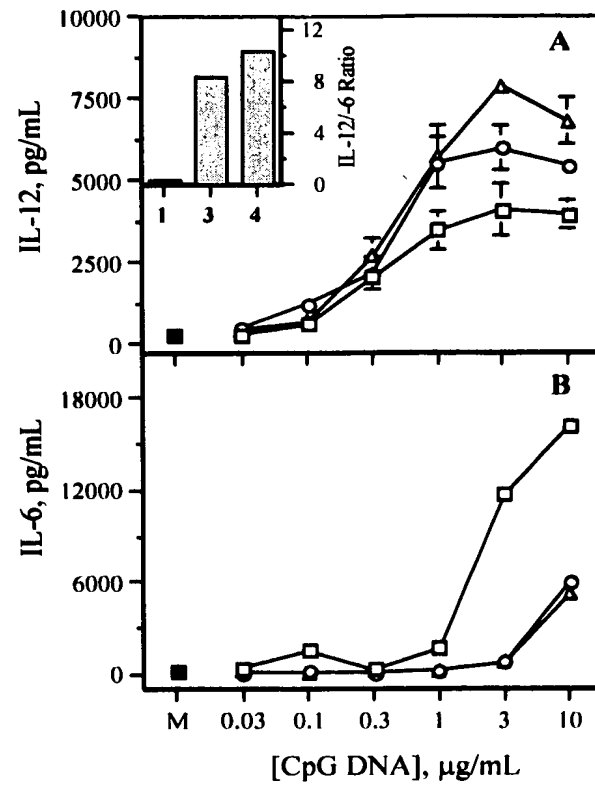 10000
7500
5000
2500
0
IL-12, pg/mL
12
8
4
0
IL-12/-6 Ratio
1 3 4
A
18000
12000
6000
0
IL-6, pg/mL
B
M 0.03 0.1 0.3 1 3 10
[CpG DNA], μg/mL